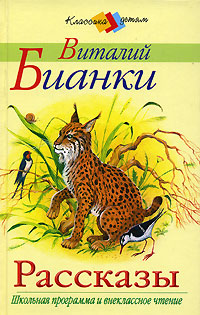 Классика детям
Виталий
Бианки
Рассказы
Школьная программа и внеклассное чтение